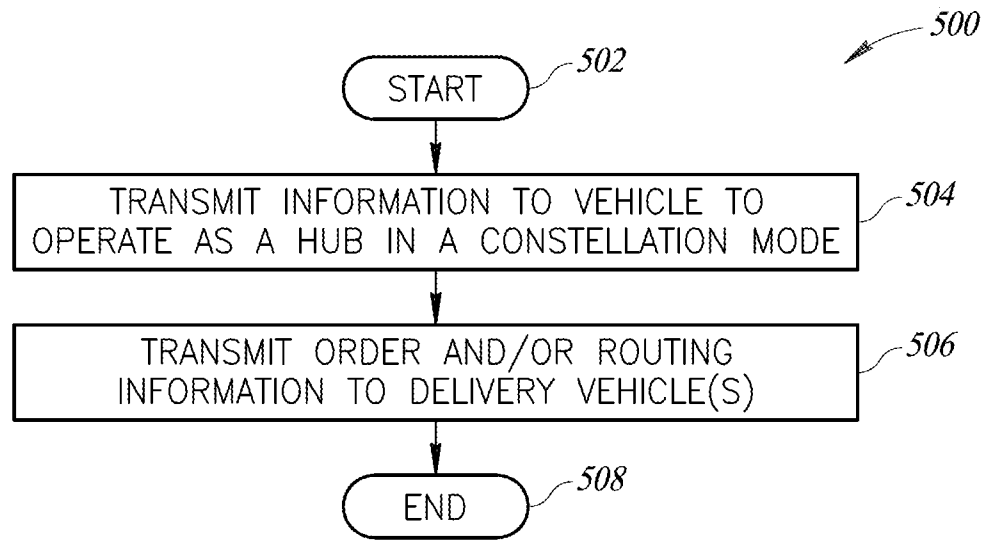 500
START
502
TRANSMIT INFORMATION TO VEHICLE TO
OPERATE AS A HUB IN A CONSTELLATION MODE
504
TRANSMIT ORDER AND/OR ROUTING
INFORMATION TO DELIVERY VEHICLE(S)
506
END
508